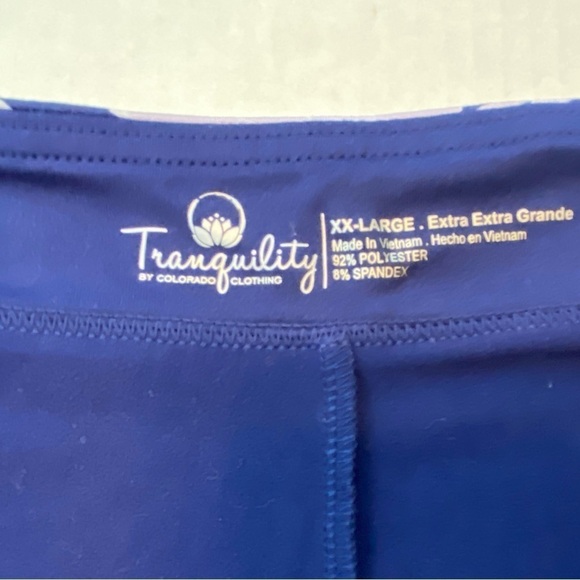 Tranquility
BY COLORADO CLOTHING
XX-LARGE . Extra Extra Grande
Made In Vietnam . Hecho en Vietnam
92% POLYESTER
8% SPANDEX